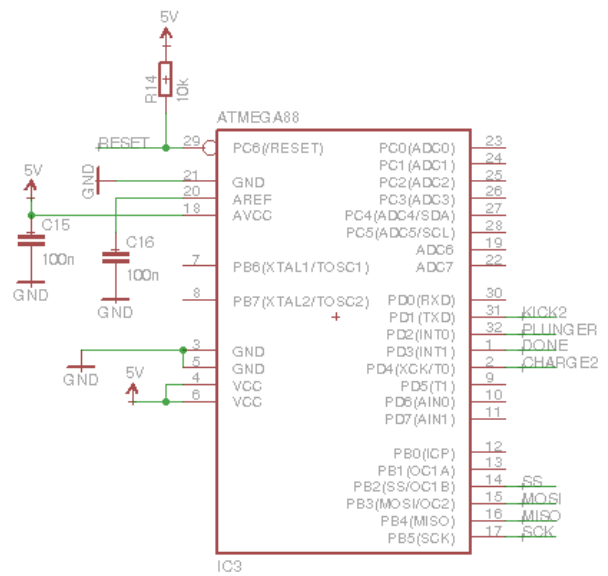 5V
R14
10k
ATMEGA88
RESET
29
PC6(/RESET)
PC0(ADC0)
23
PC1(ADC1)
24
GND
21
GND
PC2(ADC2)
25
5V
20
AREF
PC3(ADC3)
26
18
AVCC
PC4(ADC4/SDA)
27
C15
C16
PC5(ADC5/SCL)
28
ADC6
19
100n
100n
7
PB6(XTAL1/TOSC1)
ADC7
22
GND
GND
8
PB7(XTAL2/TOSC2)
PD0(RXD)
30
PD1(TXD)
31
KICK2
PD2(INT0)
32
PLUNGER
3
GND
PD3(INT1)
1
DONE
GND
5
GND
PD4(XCK/T0)
2
CHARGE2
5V
4
VCC
PD5(T1)
9
6
VCC
PD6(AIN0)
10
PD7(AIN1)
11
PB0(ICP)
12
PB1(OC1A)
13
PB2(SS/OC1B)
14
SS
PB3(MOSI/OC2)
15
MOSI
PB4(MISO)
16
MISO
PB5(SCK)
17
SCK
IC3